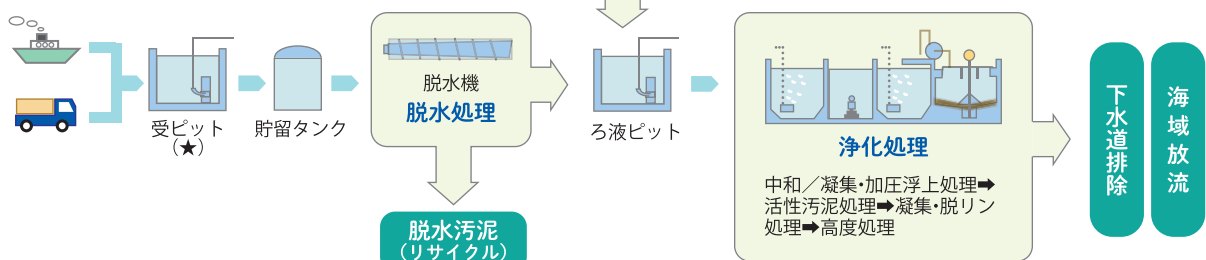 受ピット
(★)
貯留タンク
脱水機
脱水処理
脱水汚泥
(リサイクル)
ろ液ピット
浄化処理
中和／凝集・加圧浮上処理➡
活性汚泥処理➡凝集・脱リン
処理➡高度処理
下水道排除
海域放流